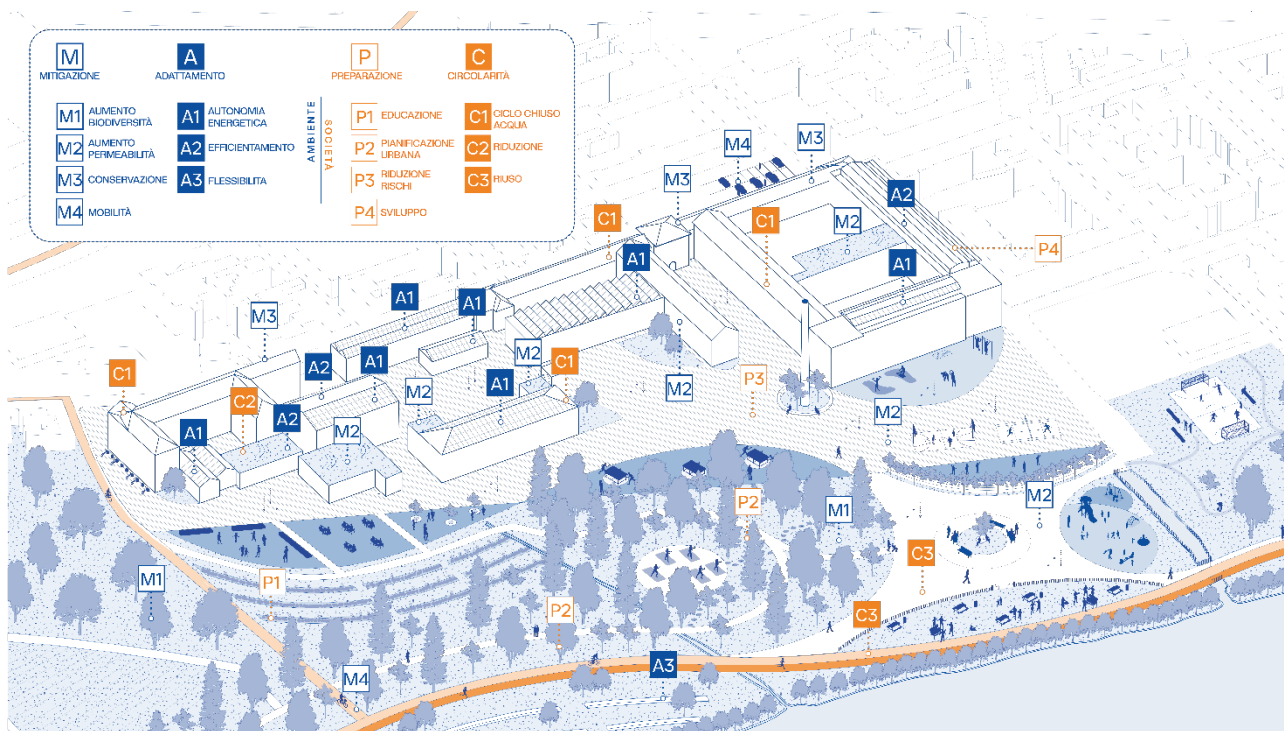 M
MITIGAZIONE
A
ADATTAMENTO
P
PREPARAZIONE
C
CIRCOLARITÀ
M1 AUMENTO
BIODIVERSITÀ
M2 AUMENTO
PERMEABILITÀ
M3 CONSERVAZIONE
M4 MOBILITÀ
A1 AUTONOMIA
ENERGETICA
A2 EFFICIENTAMENTO
A3 FLESSIBILITA
AMBIENTE
SOCIETÀ
P1 EDUCAZIONE
P2 PIANIFICAZIONE
URBANA
P3 RIDUZIONE
RISCHI
P4 SVILUPPO
C1 CICLO CHIUSO
ACQUA
C2 RIDUZIONE
C3 RIUSO
M3
M4
M3
A2
C1
C1
M2
P4
A1
A1
A1
A1
M3
M2
C1
A2
A1
C1
M2
A1
M2
P3
C2
A2
M2
M2
A1
M2
P2
M1
M1
P1
C3
P2
C3
A3
M4